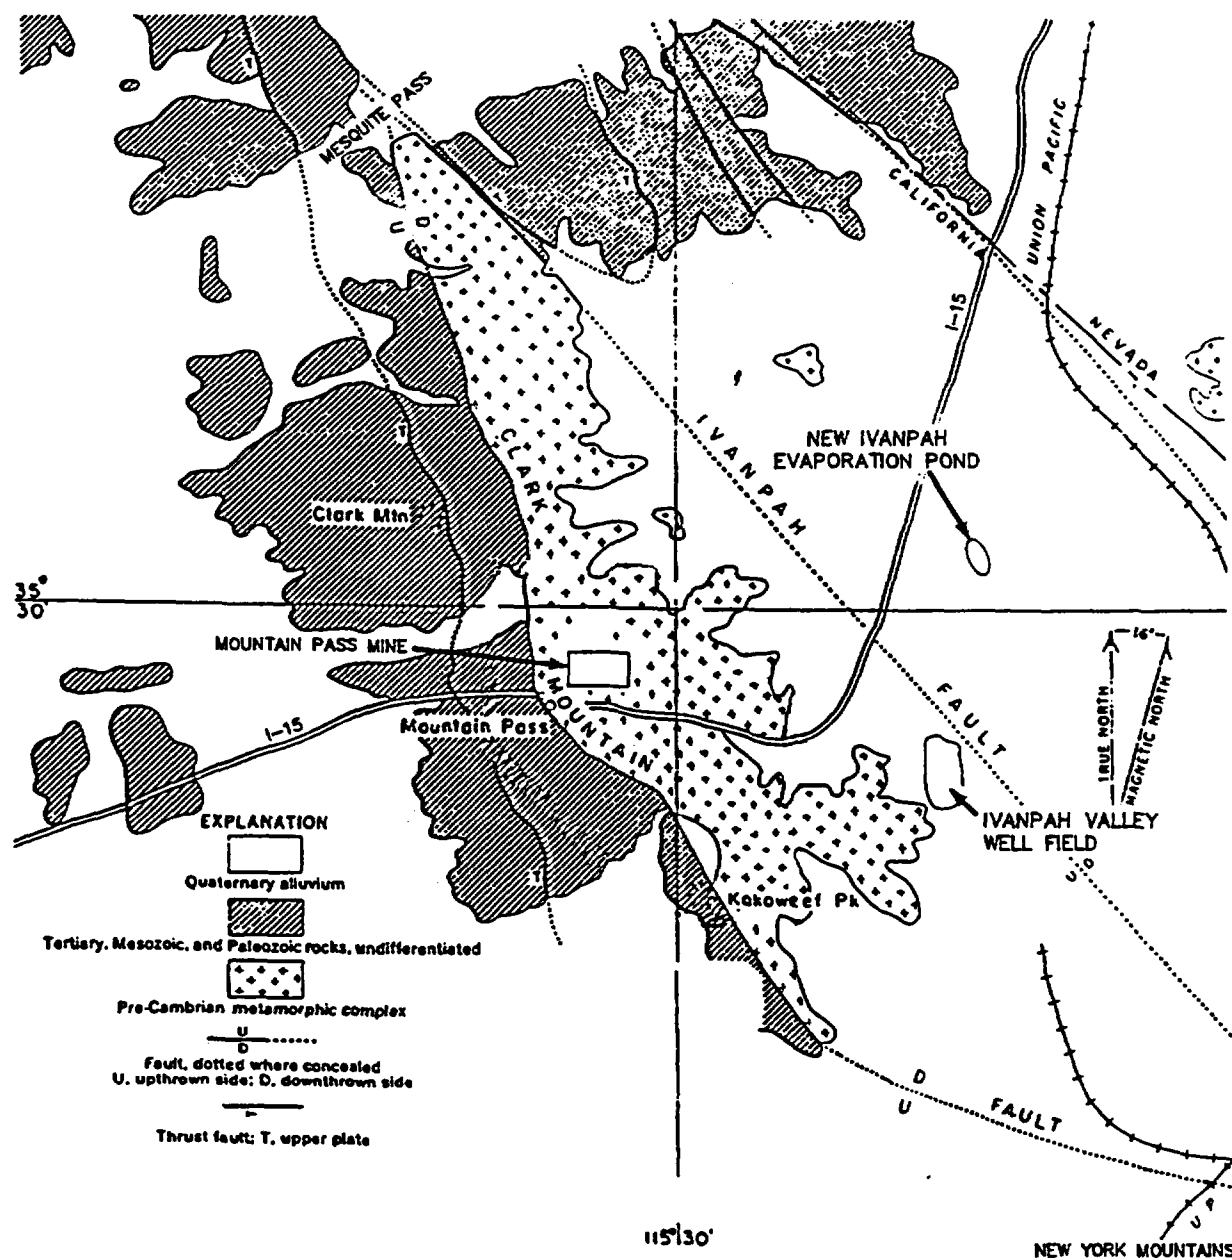 MESQUITE PASS
UNION PACIFIC
CALIFORNIA
NEVADA
I-15
D
U
T
T
T
IVANPAH
FAULT
NEW IVANPAH
EVAPORATION POND
CLARK
MOUNTAIN
FAULT
Clark Mtn
35°
30'
MOUNTAIN PASS MINE
I-15
Mountain Pass
16°
TRUE NORTH
MAGNETIC NORTH
IVANPAH VALLEY
WELL FIELD
D
U
Kokoweef Pk
T
EXPLANATION
Quaternary alluvium
Tertiary, Mesozoic, and Paleozoic rocks, undifferentiated
Pre-Cambrian metamorphic complex
U
D
Fault, dotted where concealed
U, upthrown side; D, downthrown side
Thrust fault; T, upper plate
D
U
115°30'
U
NEW YORK MOUNTAINS